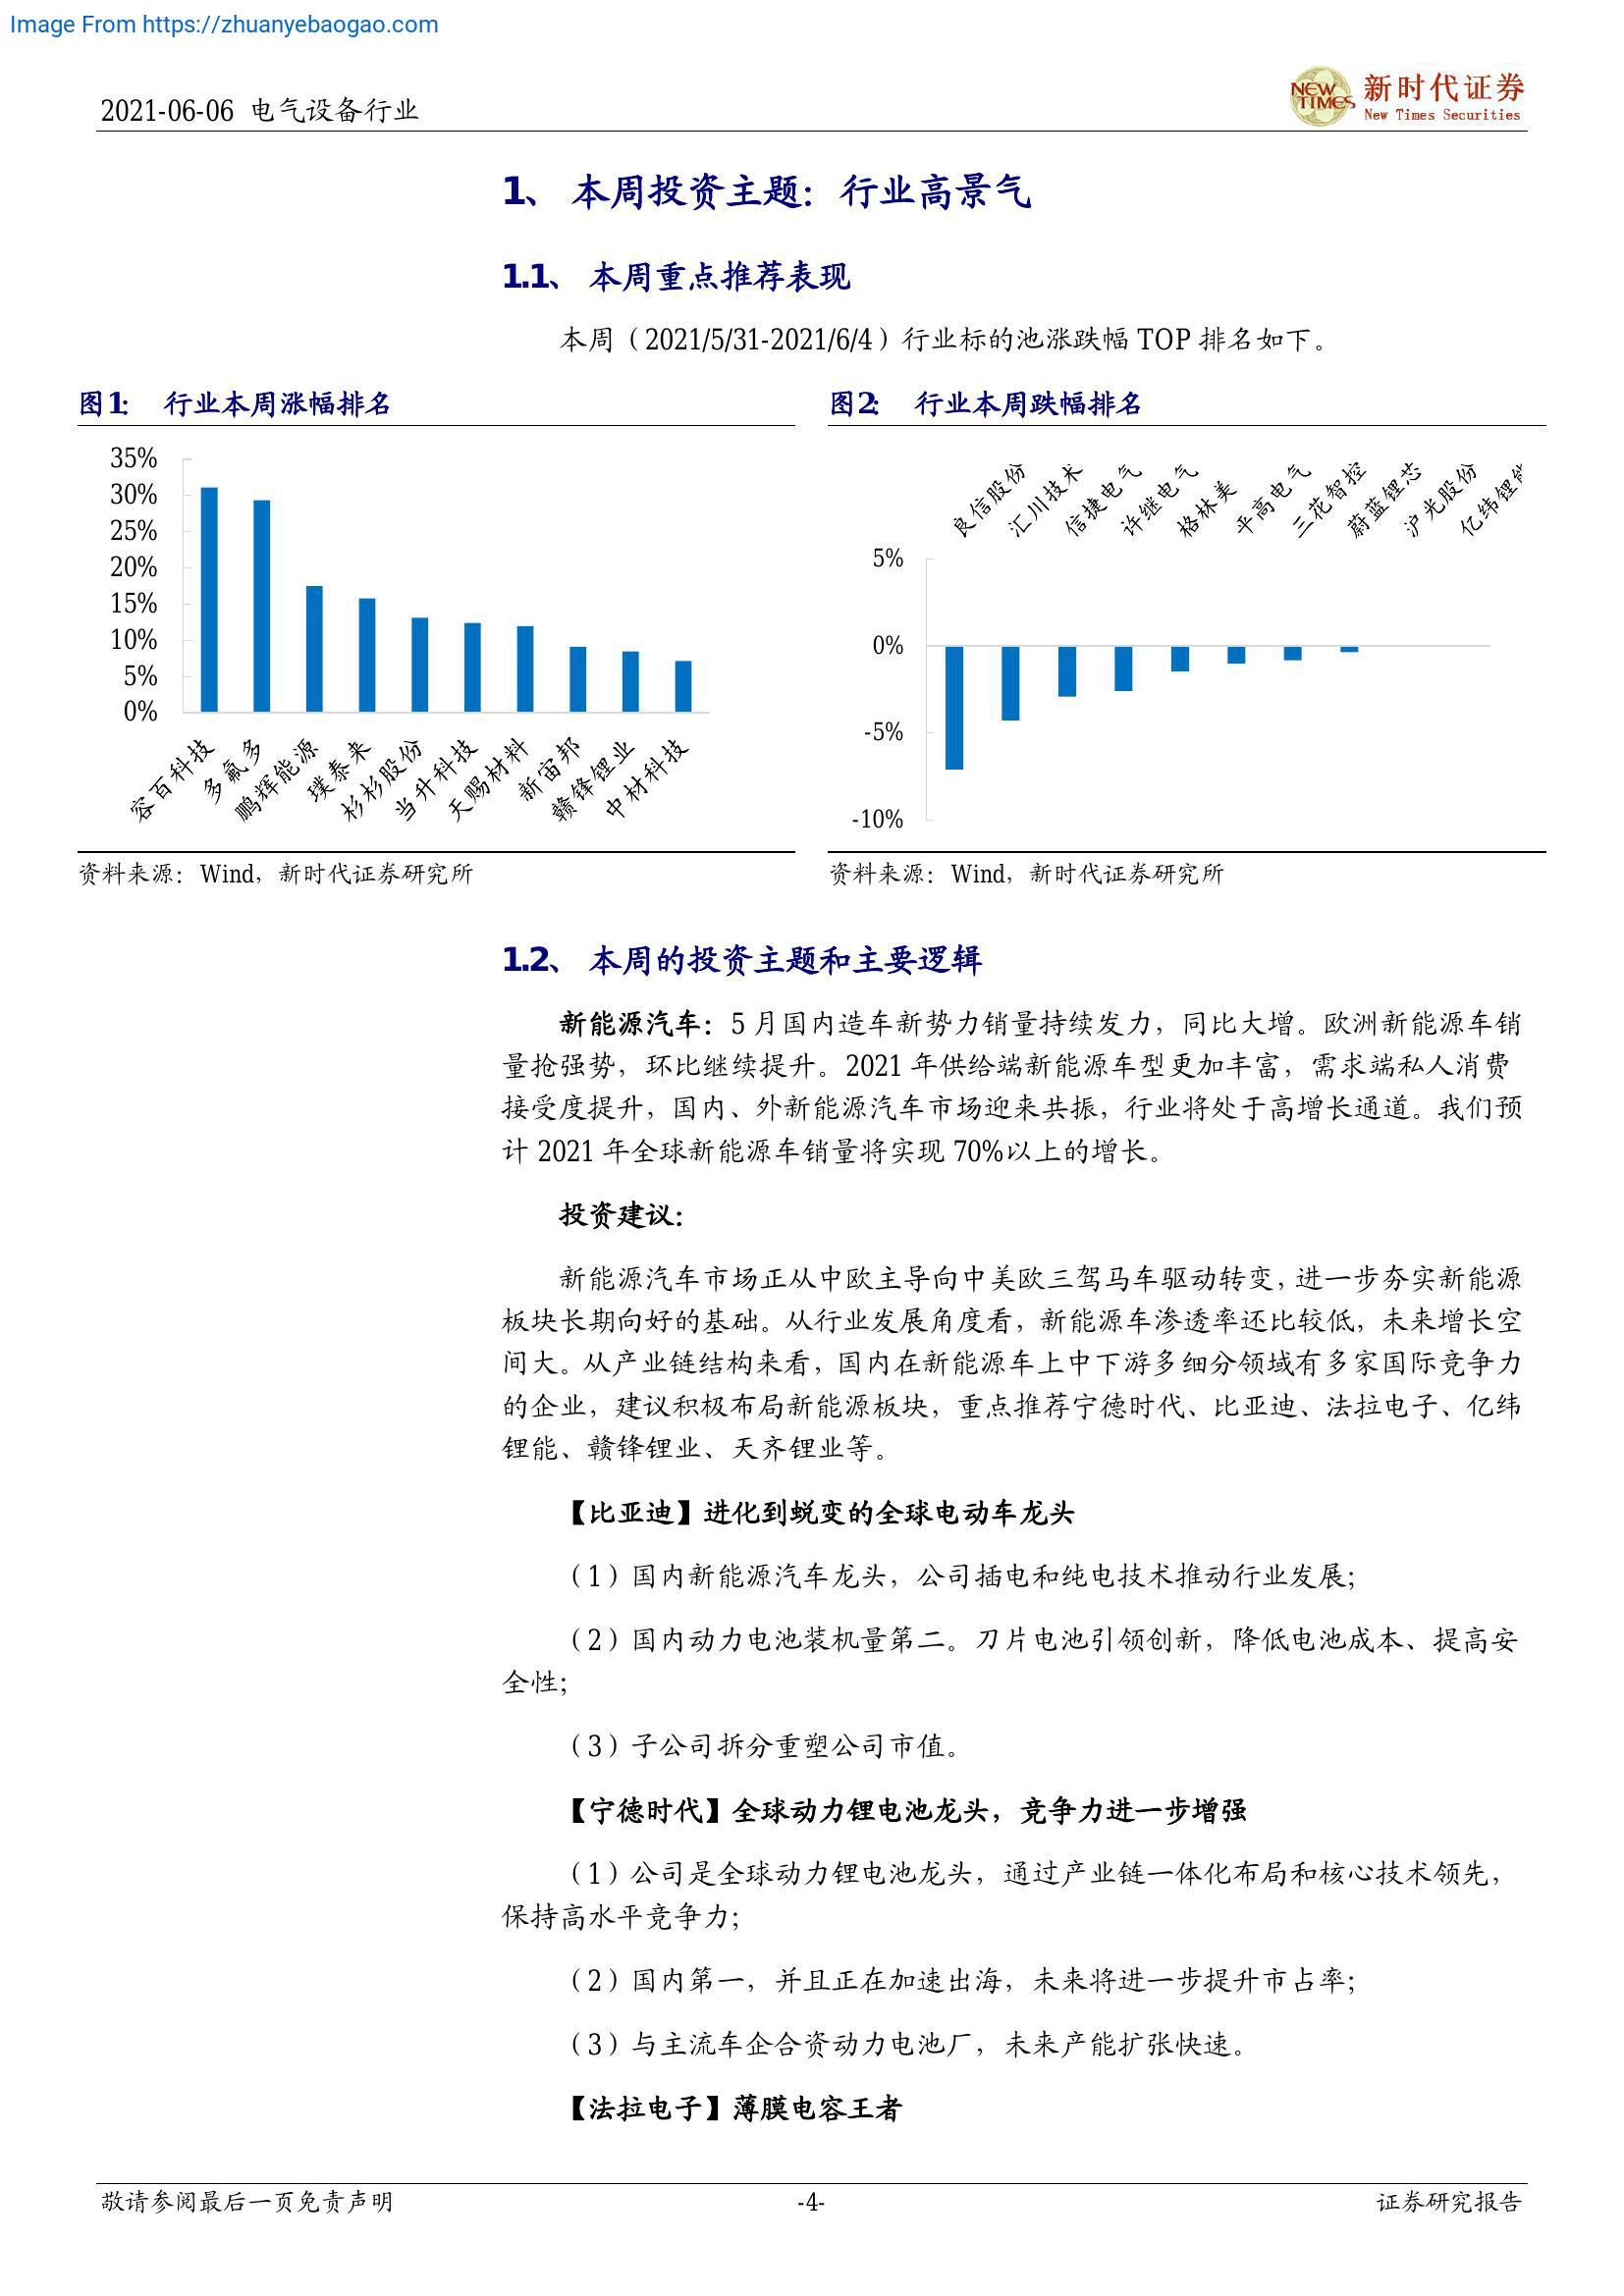 Image From https://zhuanyebaogao.com
2021-06-06 电气设备行业
NEW TIMES
新时代证券
New Times Securities
1、 本周投资主题：行业高景气
1.1、 本周重点推荐表现
本周（2021/5/31-2021/6/4）行业标的池涨跌幅 TOP 排名如下。
图1： 行业本周涨幅排名
35%
30%
25%
20%
15%
10%
5%
0%
容百科技
多氟多
鹏辉能源
璞泰来
杉杉股份
当升科技
天赐材料
新宙邦
赣锋锂业
中材科技
资料来源：Wind，新时代证券研究所
图2： 行业本周跌幅排名
良信股份
汇川技术
信捷电气
许继电气
格林美
平高电气
三花智控
蔚蓝锂芯
沪光股份
亿纬锂能
5%
0%
-5%
-10%
资料来源：Wind，新时代证券研究所
1.2、 本周的投资主题和主要逻辑
新能源汽车：5 月国内造车新势力销量持续发力，同比大增。欧洲新能源车销
量抢强势，环比继续提升。2021 年供给端新能源车型更加丰富，需求端私人消费
接受度提升，国内、外新能源汽车市场迎来共振，行业将处于高增长通道。我们预
计 2021 年全球新能源车销量将实现 70%以上的增长。
投资建议：
新能源汽车市场正从中欧主导向中美欧三驾马车驱动转变，进一步夯实新能源
板块长期向好的基础。从行业发展角度看，新能源车渗透率还比较低，未来增长空
间大。从产业链结构来看，国内在新能源车上中下游多细分领域有多家国际竞争力
的企业，建议积极布局新能源板块，重点推荐宁德时代、比亚迪、法拉电子、亿纬
锂能、赣锋锂业、天齐锂业等。
【比亚迪】进化到蜕变的全球电动车龙头
（1）国内新能源汽车龙头，公司插电和纯电技术推动行业发展；
（2）国内动力电池装机量第二。刀片电池引领创新，降低电池成本、提高安
全性；
（3）子公司拆分重塑公司市值。
【宁德时代】全球动力锂电池龙头，竞争力进一步增强
（1）公司是全球动力锂电池龙头，通过产业链一体化布局和核心技术领先，
保持高水平竞争力；
（2）国内第一，并且正在加速出海，未来将进一步提升市占率；
（3）与主流车企合资动力电池厂，未来产能扩张快速。
【法拉电子】薄膜电容王者
敬请参阅最后一页免责声明
-4-
证券研究报告